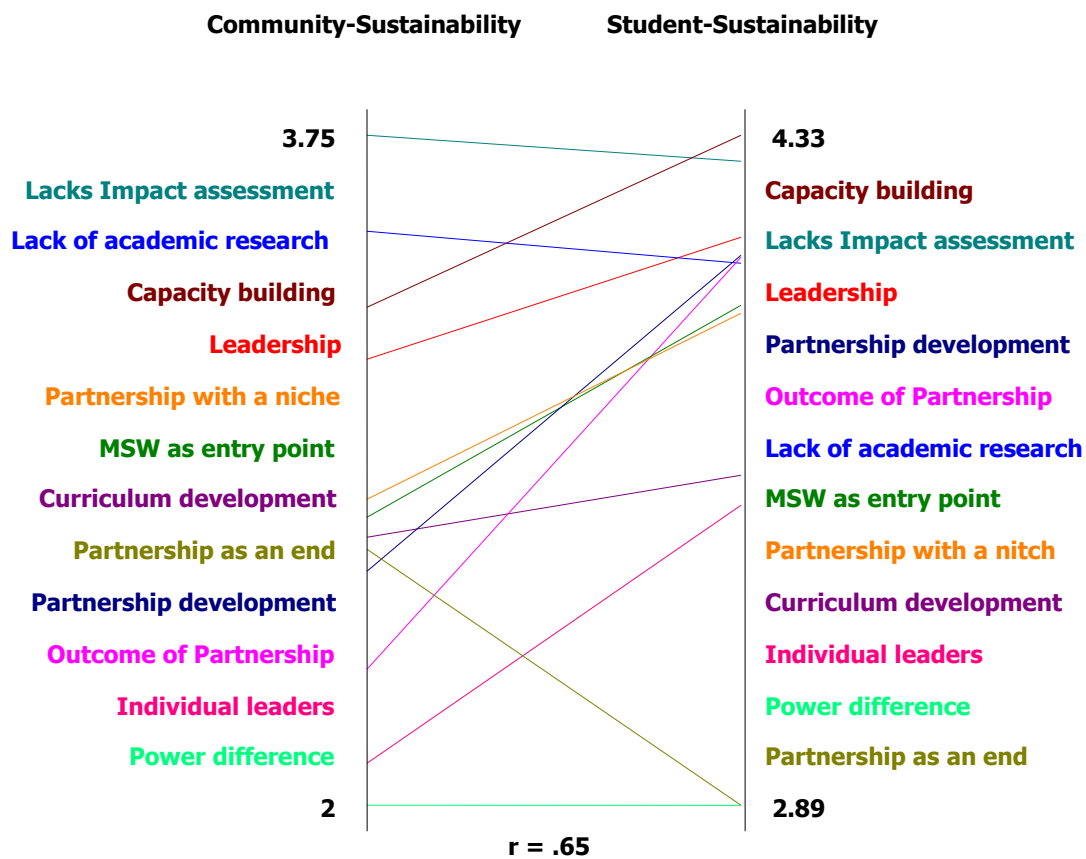 Community-Sustainability
Student-Sustainability
3.75
Lacks Impact assessment
Lack of academic research
Capacity building
Leadership
Partnership with a niche
MSW as entry point
Curriculum development
Partnership as an end
Partnership development
Outcome of Partnership
Individual leaders
Power difference
2
4.33
Capacity building
Lacks Impact assessment
Leadership
Partnership development
Outcome of Partnership
Lack of academic research
MSW as entry point
Partnership with a nitch
Curriculum development
Individual leaders
Power difference
Partnership as an end
2.89
r = .65